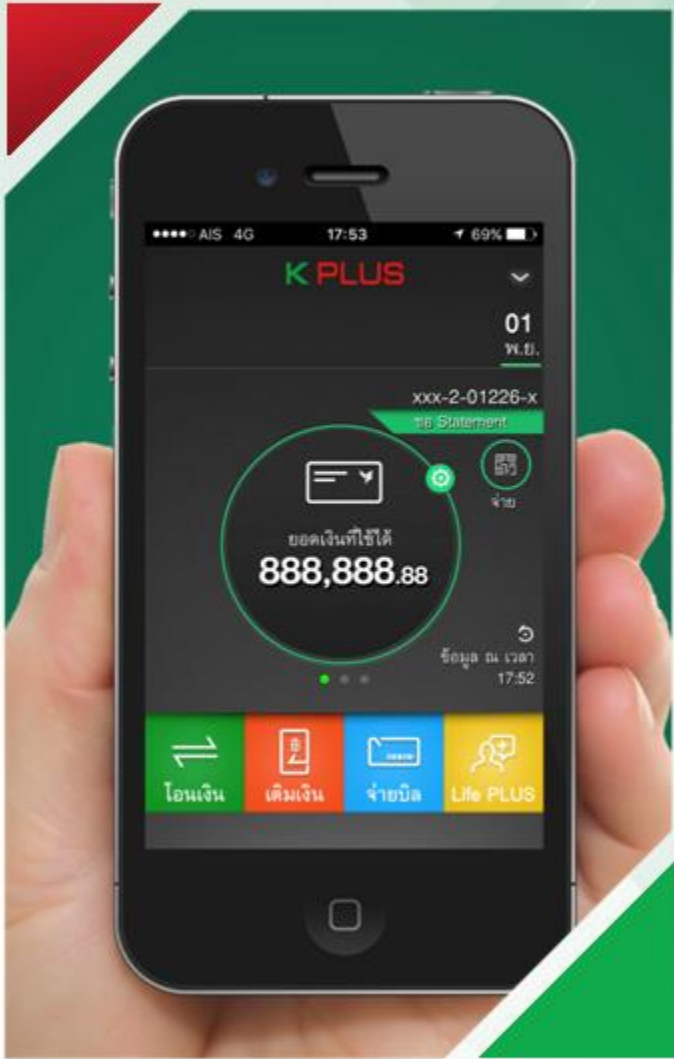 AIS 4G 17:53 69%
K PLUS
01
พ.ย.
xxx-2-01226-x
ขอ Statement
จ่าย
ยอดเงินที่ใช้ได้
888,888.88
ข้อมูล ณ เวลา
17:52
โอนเงิน เติมเงิน จ่ายบิล Life PLUS